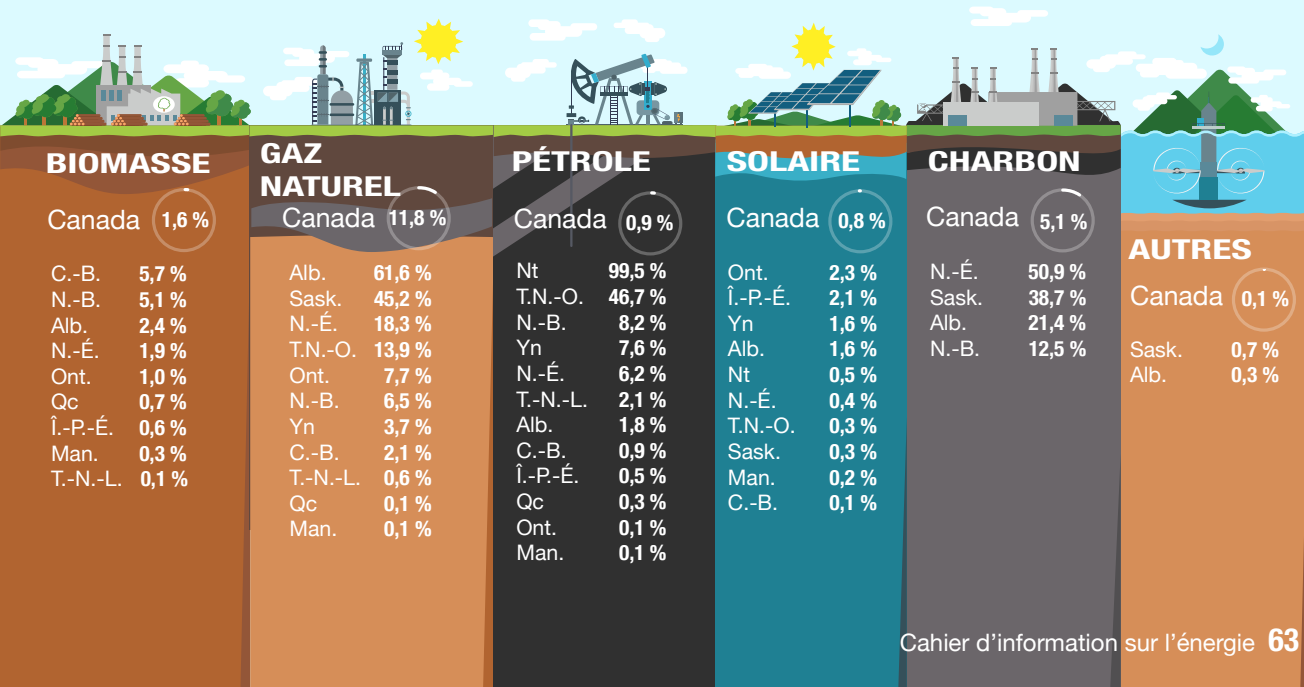 BIOMASSE
Canada 1,6 %
C.-B. 5,7 %
N.-B. 5,1 %
Alb. 2,4 %
N.-É. 1,9 %
Ont. 1,0 %
Qc 0,7 %
Î.-P.-É. 0,6 %
Man. 0,3 %
T.-N.-L. 0,1 %
GAZ
NATUREL
Canada 11,8 %
Alb. 61,6 %
Sask. 45,2 %
N.-É. 18,3 %
T.N.-O. 13,9 %
Ont. 7,7 %
N.-B. 6,5 %
Yn 3,7 %
C.-B. 2,1 %
T.-N.-L. 0,6 %
Qc 0,1 %
Man. 0,1 %
PÉTROLE
Canada 0,9 %
Nt 99,5 %
T.N.-O. 46,7 %
N.-B. 8,2 %
Yn 7,6 %
N.-É. 6,2 %
T.-N.-L. 2,1 %
Alb. 1,8 %
C.-B. 0,9 %
Î.-P.-É. 0,5 %
Qc 0,3 %
Ont. 0,1 %
Man. 0,1 %
SOLAIRE
Canada 0,8 %
Ont. 2,3 %
Î.-P.-É. 2,1 %
Yn 1,6 %
Alb. 1,6 %
Nt 0,5 %
N.-É. 0,4 %
T.N.-O. 0,3 %
Sask. 0,3 %
Man. 0,2 %
C.-B. 0,1 %
CHARBON
Canada 5,1 %
N.-É. 50,9 %
Sask. 38,7 %
Alb. 21,4 %
N.-B. 12,5 %
AUTRES
Canada 0,1 %
Sask. 0,7 %
Alb. 0,3 %
Cahier d’information sur l’énergie 63